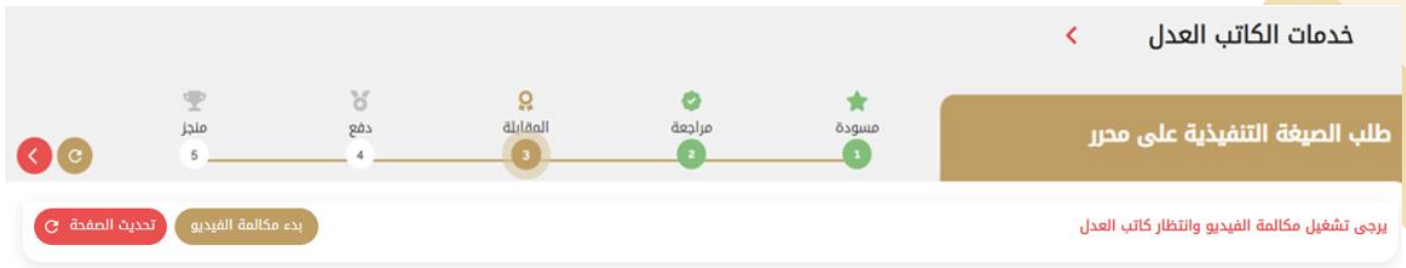 خدمات الكاتب العدل
طلب الصيغة التنفيذية على محرر
مسودة مراجعة المقابلة دفع منجز
1 2 3 4 5
يرجى تشغيل مكالمة الفيديو وانتظار كاتب العدل
بدء مكالمة الفيديو تحديث الصفحة